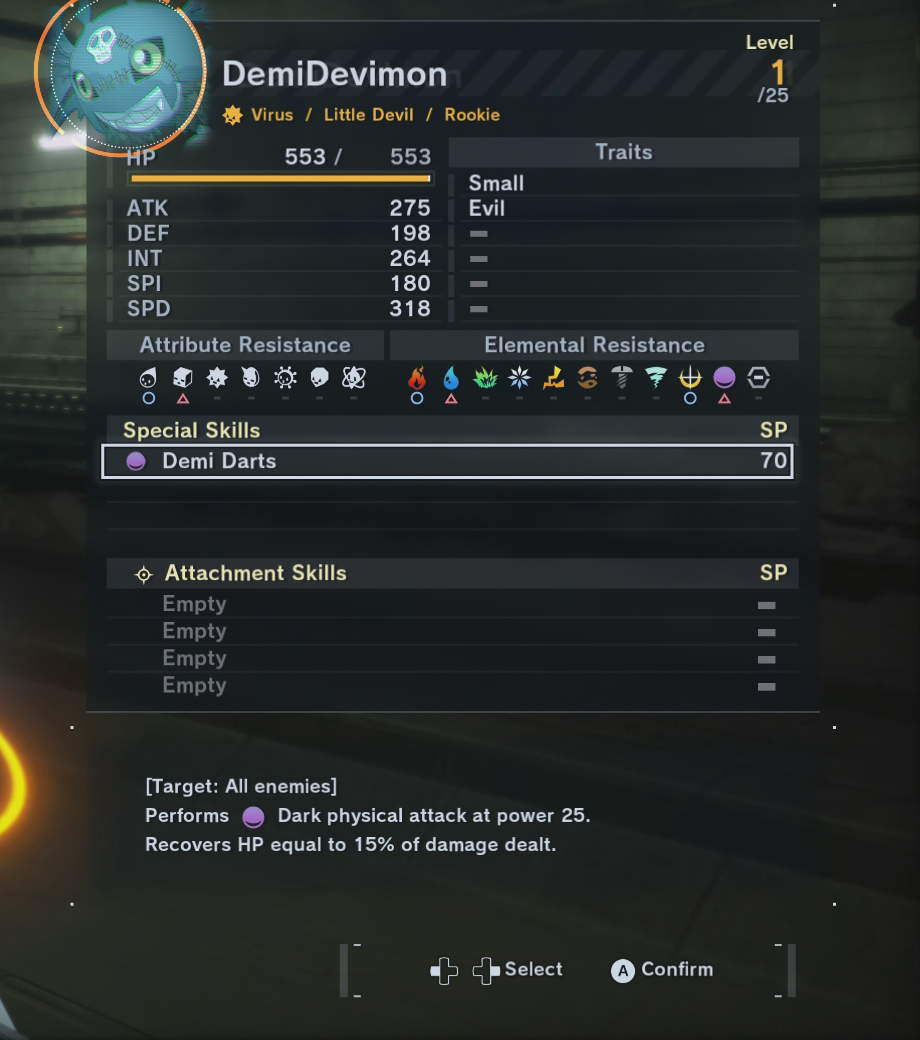 Level
DemiDevimon
1
/25
Virus / Little Devil / Rookie
HP 553 / 553
Traits
Small
ATK 275
Evil
DEF 198
INT 264
SPI 180
SPD 318
Attribute Resistance
Elemental Resistance
Special Skills SP
Demi Darts 70
Attachment Skills SP
Empty
Empty
Empty
Empty
[Target: All enemies]
Performs Dark physical attack at power 25.
Recovers HP equal to 15% of damage dealt.
Select A Confirm